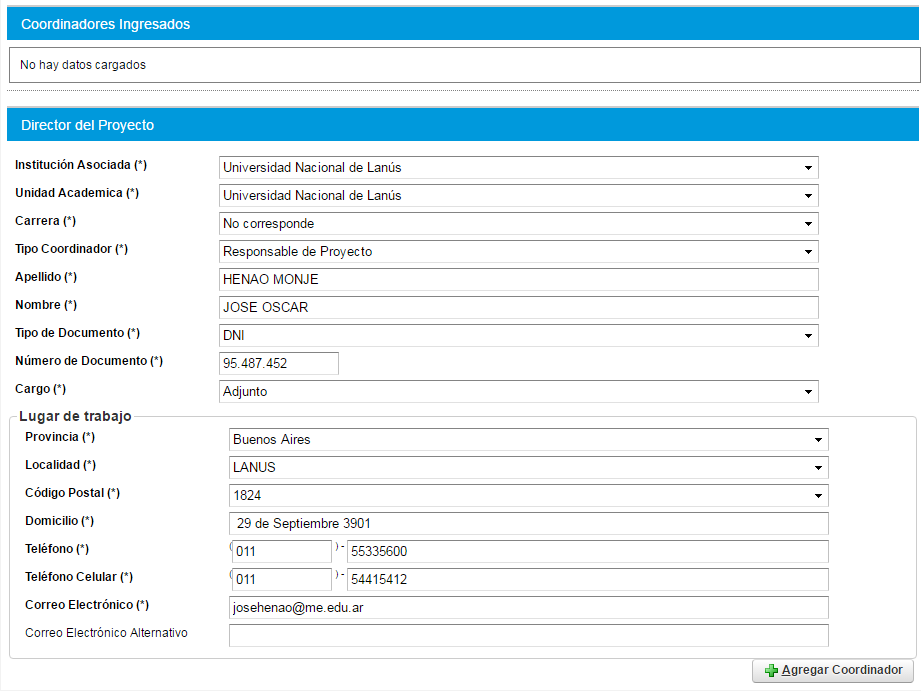 Coordinadores Ingresados
No hay datos cargados
Director del Proyecto
Institución Asociada (*) Universidad Nacional de Lanús
Unidad Academica (*) Universidad Nacional de Lanús
Carrera (*) No corresponde
Tipo Coordinador (*) Responsable de Proyecto
Apellido (*) HENAO MONJE
Nombre (*) JOSE OSCAR
Tipo de Documento (*) DNI
Número de Documento (*) 95.487.452
Cargo (*) Adjunto
Lugar de trabajo
Provincia (*) Buenos Aires
Localidad (*) LANUS
Código Postal (*) 1824
Domicilio (*) 29 de Septiembre 3901
Teléfono (*) (011) - 55335600
Teléfono Celular (*) (011) - 54415412
Correo Electrónico (*) josehenao@me.edu.ar
Correo Electrónico Alternativo
Agregar Coordinador